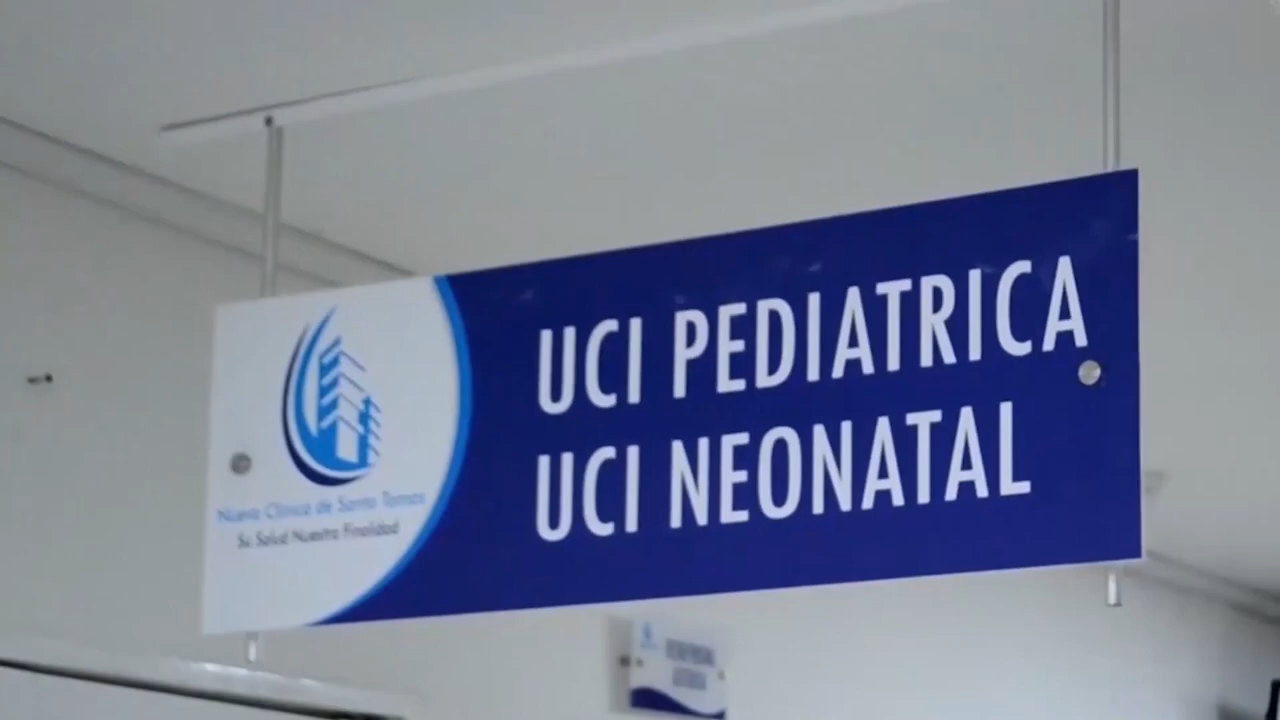 UCI PEDIATRICA
UCI NEONATAL
Nueva Clinica de Santo Tomas
Su Salud Nuestra Finalidad